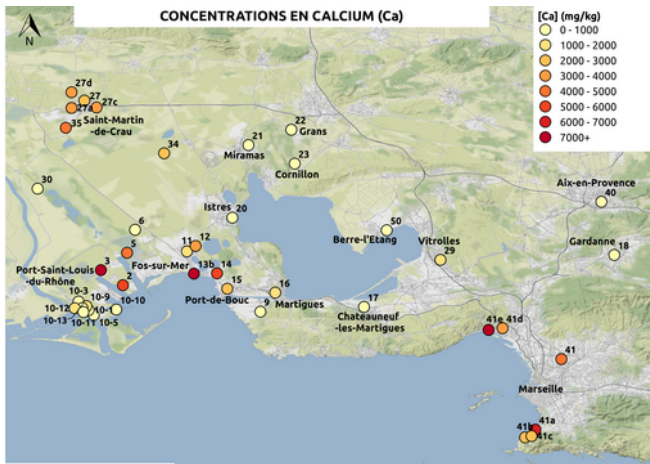 CONCENTRATIONS EN CALCIUM (Ca)
N
[Ca] (mg/kg)
0 - 1000
1000 - 2000
2000 - 3000
3000 - 4000
4000 - 5000
5000 - 6000
6000 - 7000
7000+
27d
27
27a
27c
Saint-Martin
-de-Crau
35
34
22
Grans
21
Miramas
23
Cornillon
30
Aix-en-Provence
40
Istres
20
6
50
Berre-l'Etang
Vitrolles
29
Gardanne
18
5
11
12
Fos-sur-Mer
13b
14
3
Port-Saint-Louis
-du-Rhône
2
15
Port-de-Bouc
16
Martigues
9
17
Chateauneuf
-les-Martigues
10-3
10-9
10-10
10-12
10-1
10-13
10-11
10-5
41e
41d
41
Marseille
41a
41b
41c